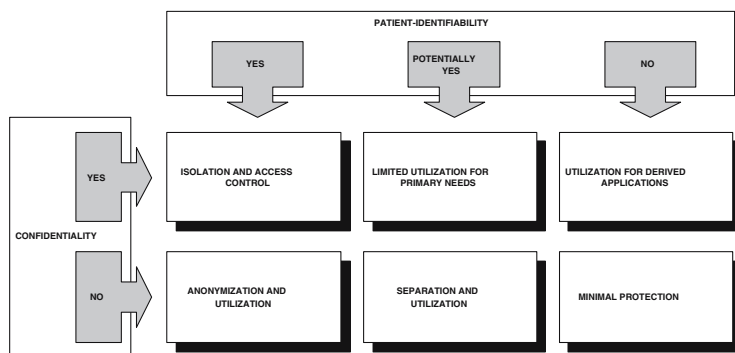 PATIENT-IDENTIFIABILITY
YES
POTENTIALLY
YES
NO
YES
ISOLATION AND ACCESS
CONTROL
LIMITED UTILIZATION FOR
PRIMARY NEEDS
UTILIZATION FOR DERIVED
APPLICATIONS
CONFIDENTIALITY
NO
ANONYMIZATION AND
UTILIZATION
SEPARATION AND
UTILIZATION
MINIMAL PROTECTION